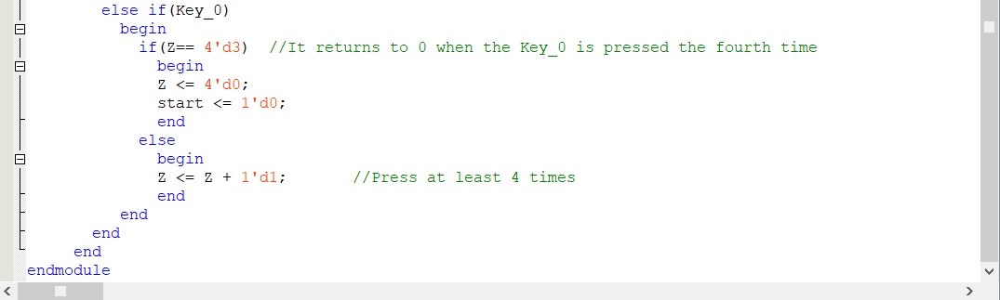 else if(Key_0)
begin
if(Z== 4'd3)  //It returns to 0 when the Key_0 is pressed the fourth time
begin
Z <= 4'd0;
start <= 1'd0;
end
else
begin
Z <= Z + 1'd1;       //Press at least 4 times
end
end
end
end
endmodule